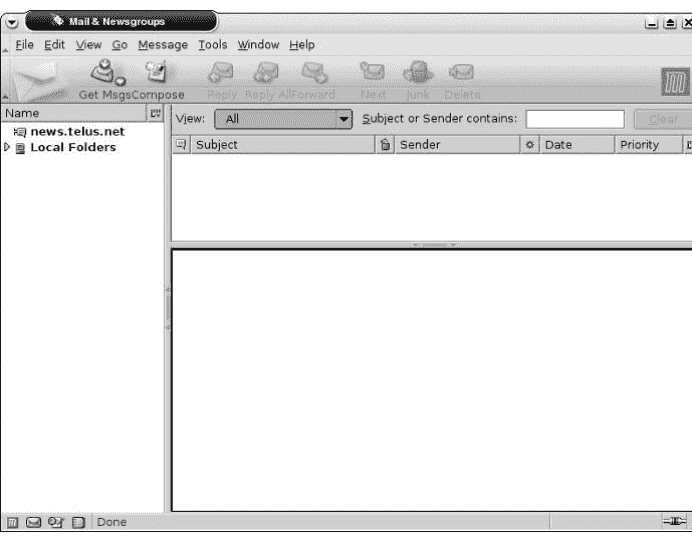 Mail & Newsgroups
File Edit View Go Message Tools Window Help
Get Msgs Compose Reply Reply All Forward Next Junk Delete
Name
news.telus.net
Local Folders
View: All Subject or Sender contains: Clear
Subject Sender Date Priority
Done